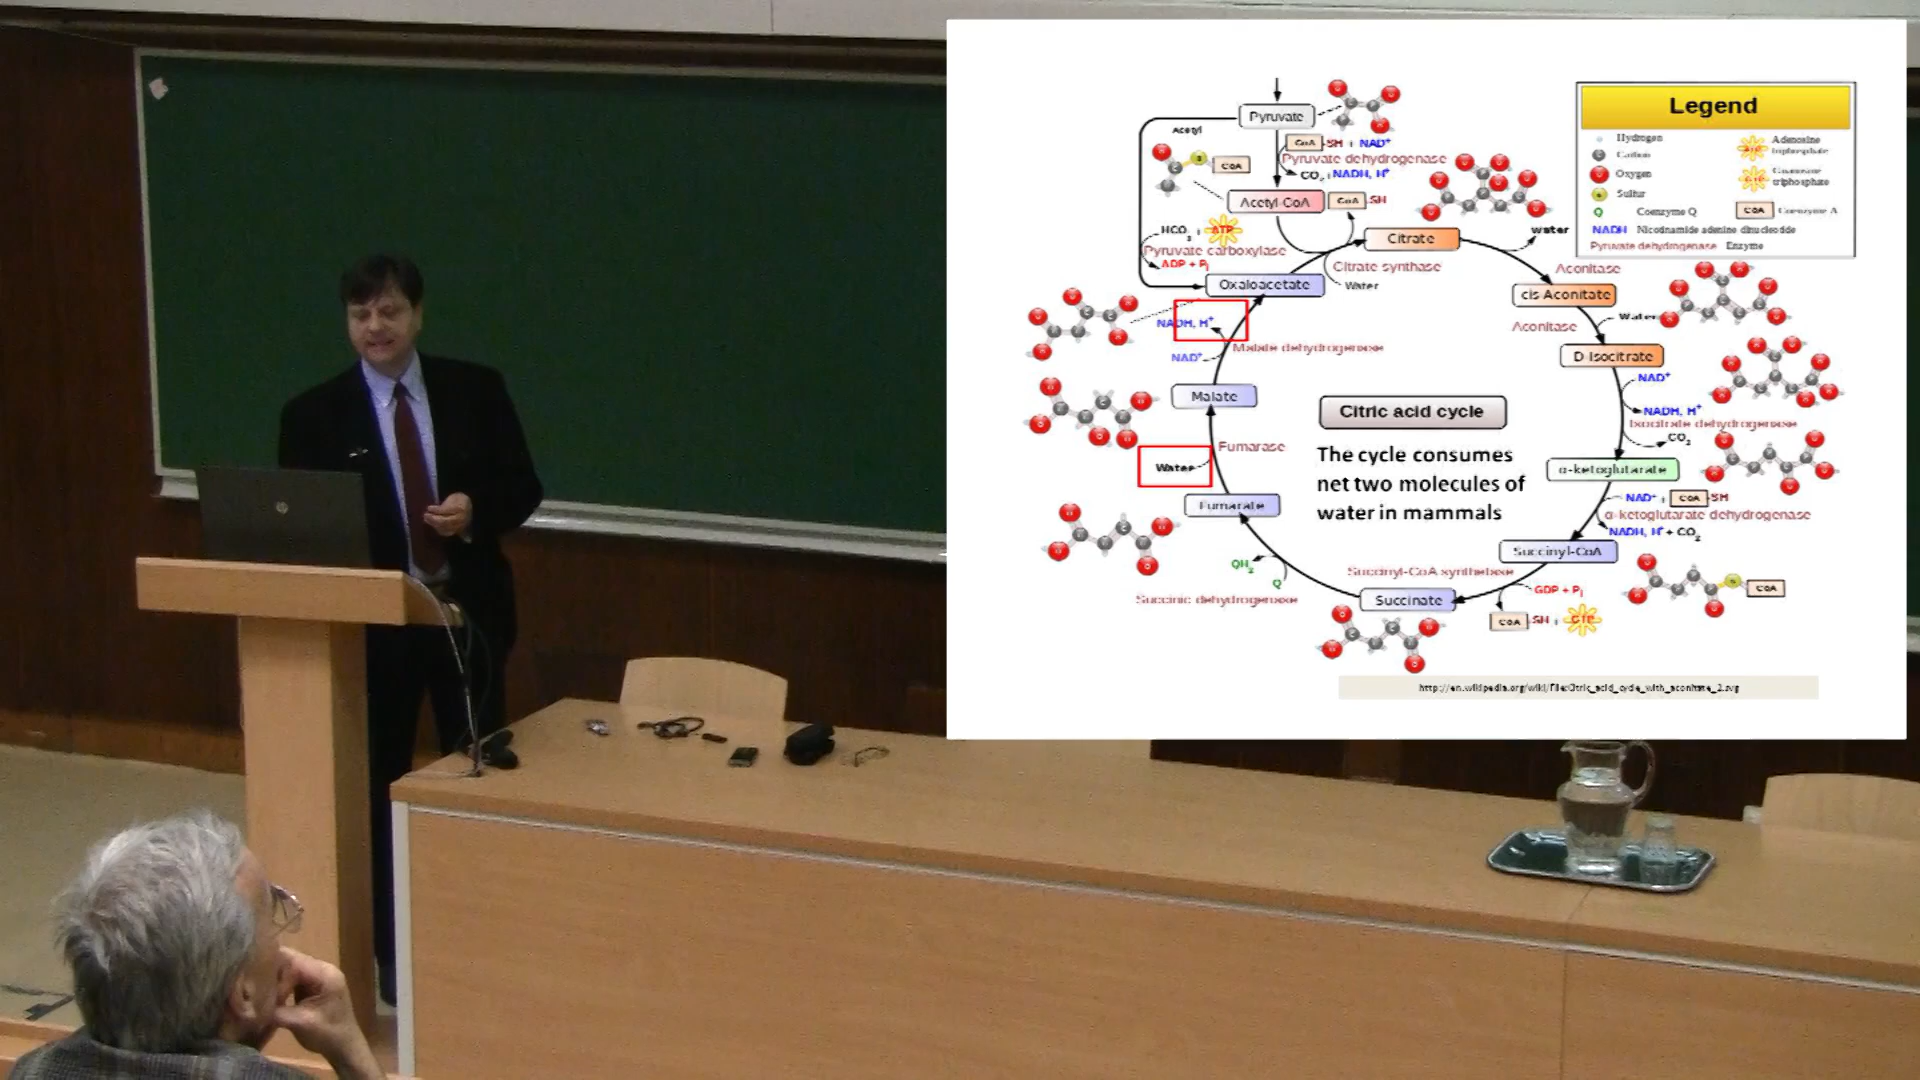 Pyruvate
Acetyl
CoA -SH + NAD+
Pyruvate dehydrogenase
CO2 + NADH, H+
CoA
Acetyl-CoA
CoA -SH
HCO3 + ATP
Pyruvate carboxylase
ADP + Pi
Citrate
water
Citrate synthase
Water
Oxaloacetate
Aconitase
cis-Aconitate
Water
Aconitase
D-Isocitrate
NAD+
NADH, H+
Isocitrate dehydrogenase
CO2
α-ketoglutarate
NAD+ + CoA -SH
α-ketoglutarate dehydrogenase
NADH, H+ + CO2
Succinyl-CoA
CoA
Succinyl-CoA synthetase
GDP + Pi
CoA -SH + GTP
Succinate
QH2
Q
Succinic dehydrogenase
Fumarate
Water
Fumarase
Malate
NAD+
NADH, H+
Malate dehydrogenase
Citric acid cycle
The cycle consumes
net two molecules of
water in mammals
Legend
Hydrogen
Carbon
Oxygen
Sulfur
Q Coenzyme Q
NADH Nicotinamide adenine dinucleotide
Pyruvate dehydrogenase Enzyme
ATP Adenosine
triphosphate
GTP Guanosine
triphosphate
CoA Coenzyme A
http://en.wikipedia.org/wiki/File:Citric_acid_cycle_with_aconitate_2.svg
hp